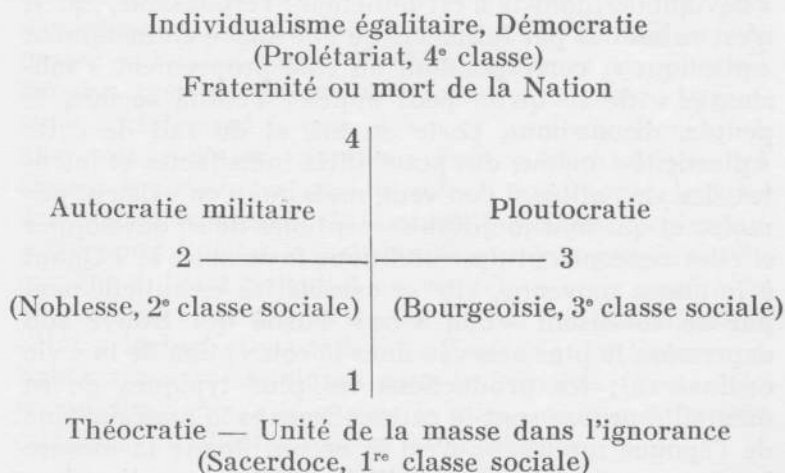 Individualisme égalitaire, Démocratie
(Prolétariat, 4e classe)
Fraternité ou mort de la Nation
4
Autocratie militaire Ploutocratie
2 3
(Noblesse, 2e classe sociale) (Bourgeoisie, 3e classe sociale)
1
Théocratie — Unité de la masse dans l'ignorance
(Sacerdoce, 1re classe sociale)